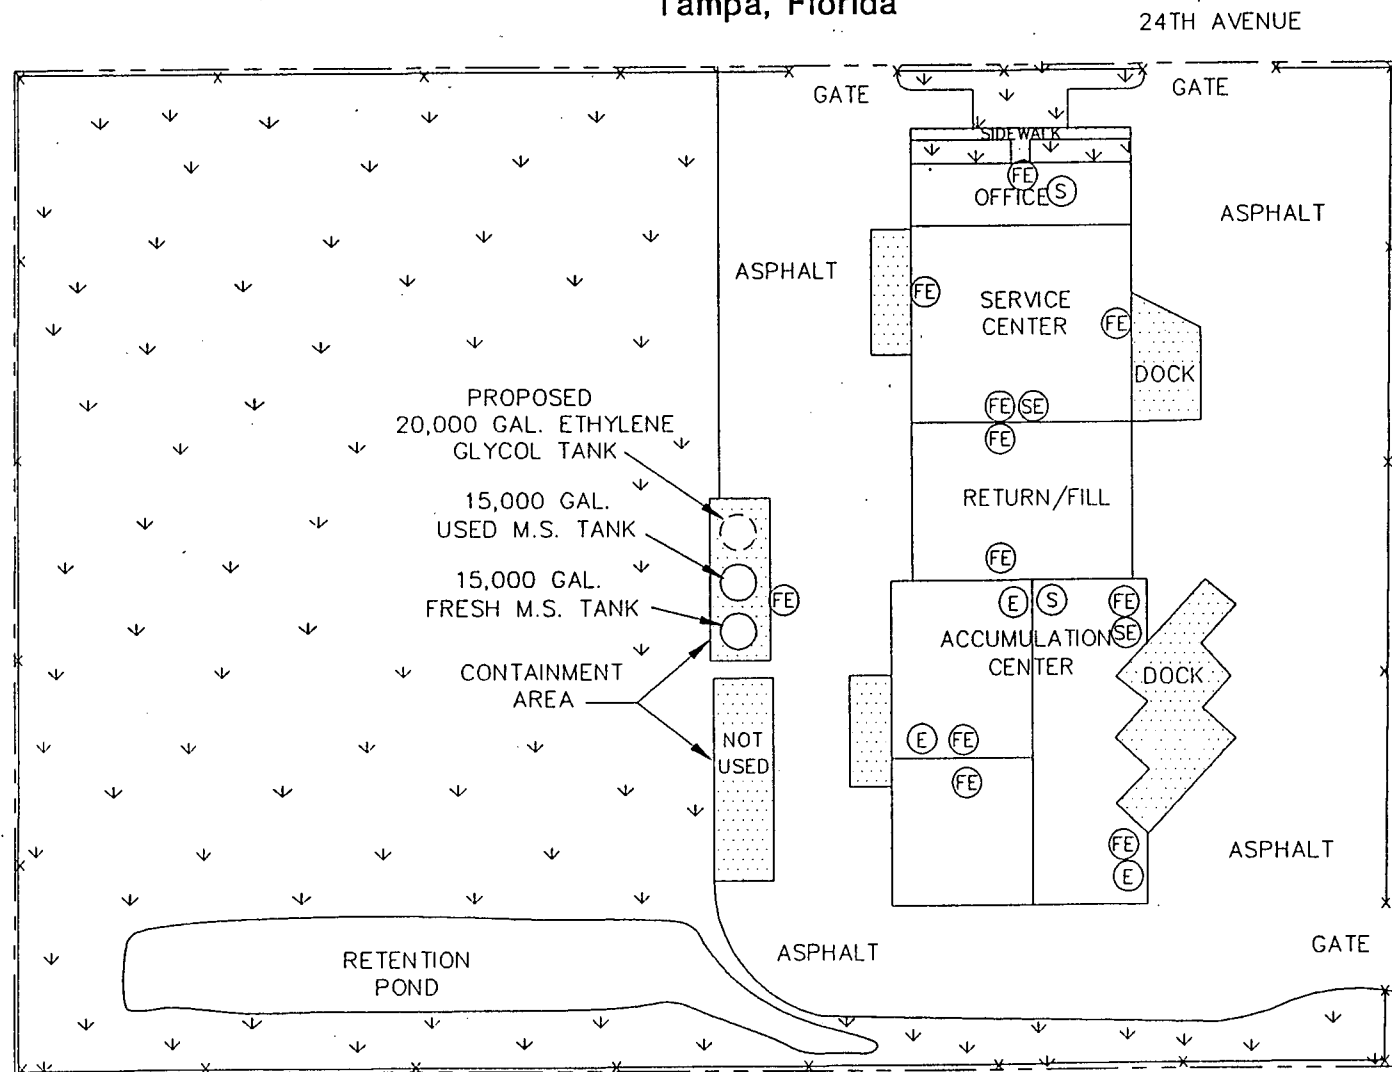 Tampa, Florida
24TH AVENUE
GATE
GATE
SIDEWALK
FE
OFFICE S
ASPHALT
ASPHALT
FE
SERVICE
CENTER
FE
DOCK
PROPOSED
20,000 GAL. ETHYLENE
GLYCOL TANK
FE SE
FE
15,000 GAL.
USED M.S. TANK
RETURN/FILL
FE
15,000 GAL.
FRESH M.S. TANK
FE
E S FE
SE
ACCUMULATION
CENTER
DOCK
CONTAINMENT
AREA
NOT
USED
E FE
FE
FE
E
ASPHALT
RETENTION
POND
ASPHALT
GATE